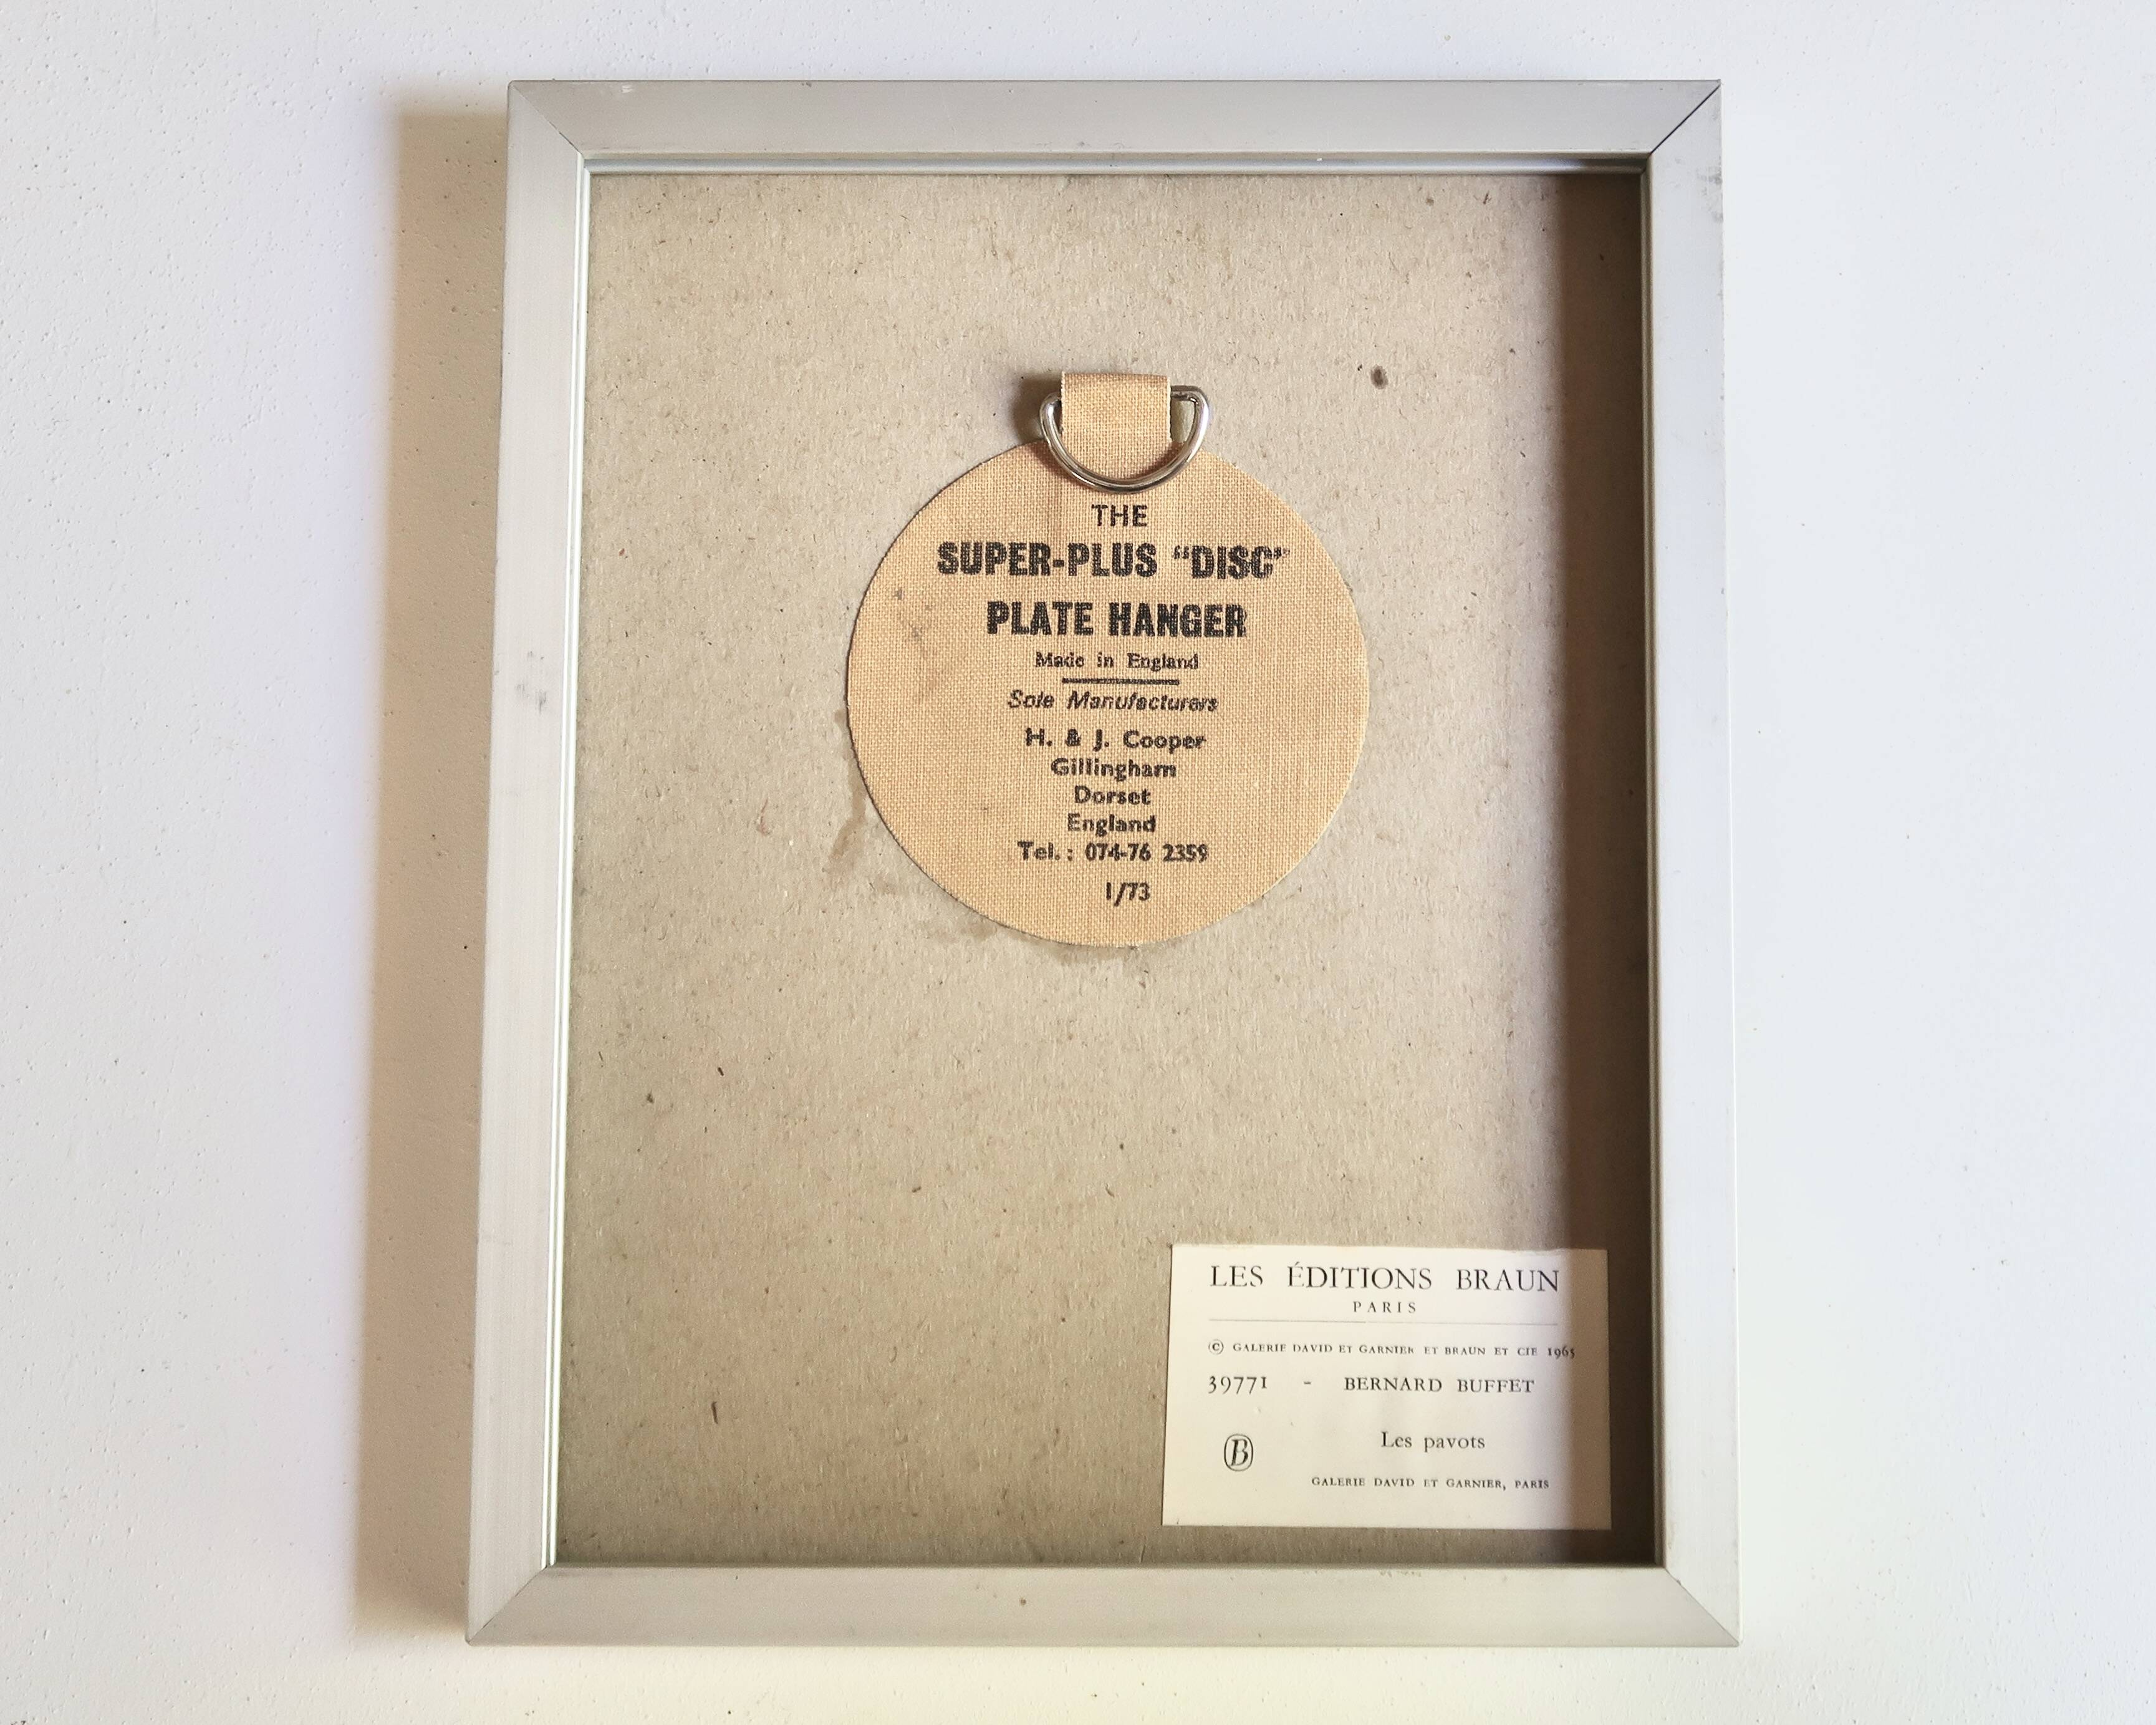 THE
SUPER-PLUS “DISC”
PLATE HANGER
Made in England
Sole Manufacturers
H. & J. Cooper
Gillingham
Dorset
England
Tel.: 074-76 2359
1/73
LES ÉDITIONS BRAUN
PARIS
© GALERIE DAVID ET GARNIER ET BRAUN ET CIE 1965
39771 - BERNARD BUFFET
B
Les pavots
GALERIE DAVID ET GARNIER, PARIS